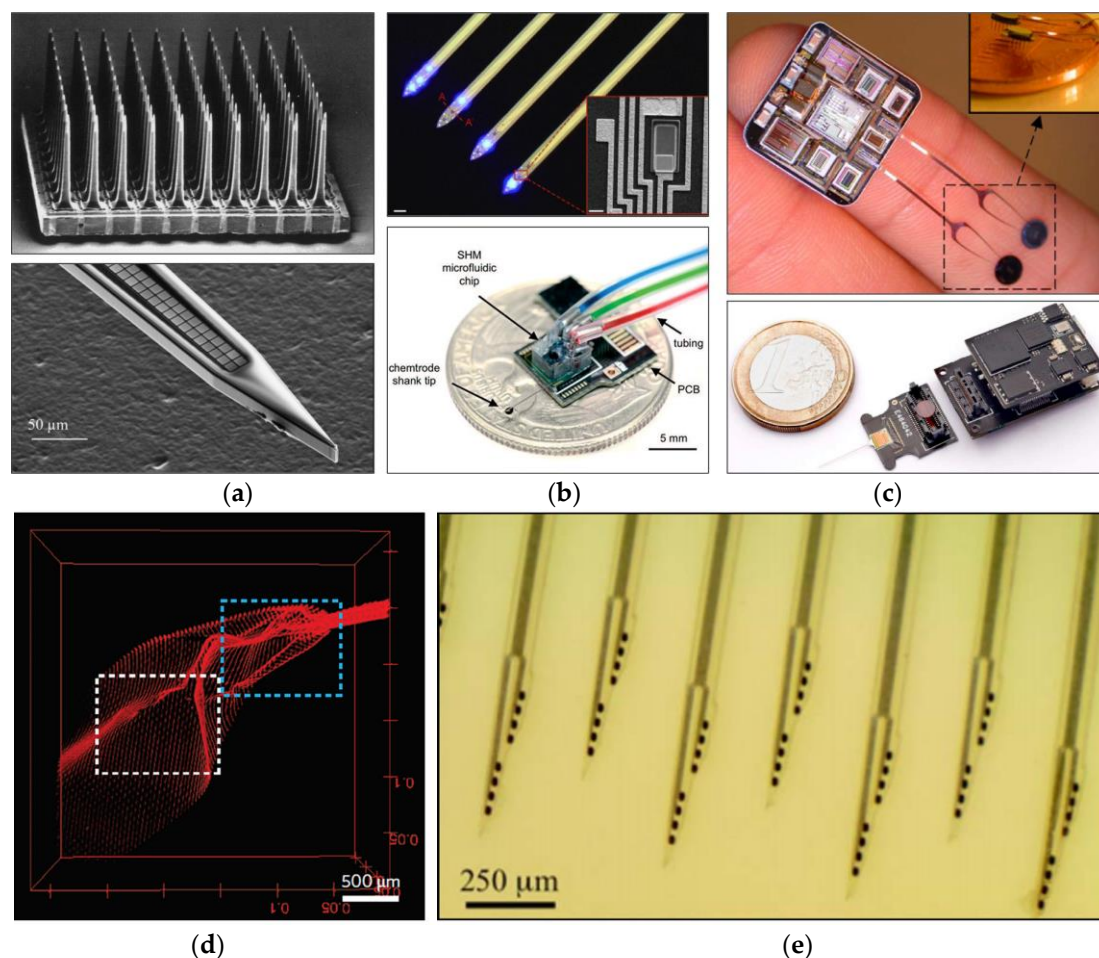 50 µm
(a)
A
A'
SHM
microfluidic
chip
chemtrode
shank tip
tubing
PCB
5 mm
(b)
(c)
0.1
0.05
0.1
0.05
500 µm
(d)
250 µm
(e)